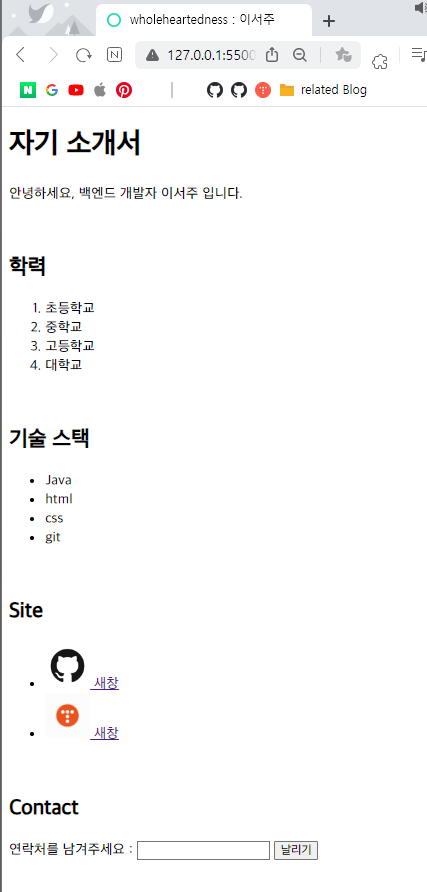 wholeheartedness : 이서주
127.0.0.1:5500
related Blog
자기 소개서
안녕하세요, 백엔드 개발자 이서주 입니다.
학력
1. 초등학교
2. 중학교
3. 고등학교
4. 대학교
기술 스택
Java
html
css
git
Site
새창
새창
Contact
연락처를 남겨주세요 : 날리기